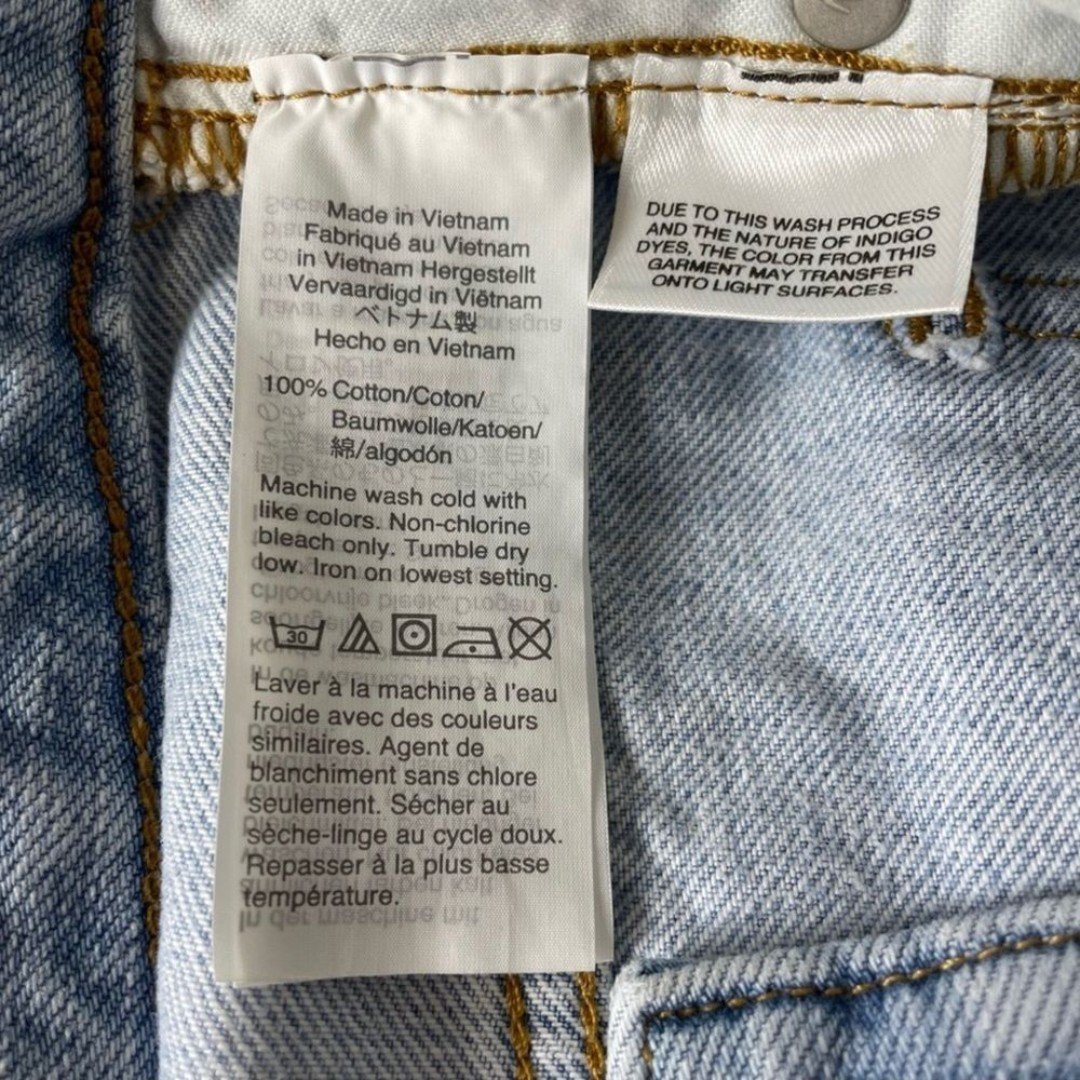 Made in Vietnam
Fabriqué au Vietnam
in Vietnam Hergestellt
Vervaardigd in Viëtnam
ベトナム製
Hecho en Vietnam
100% Cotton/Coton/
Baumwolle/Katoen/
綿/algodón
Machine wash cold with
like colors. Non-chlorine
bleach only. Tumble dry
low. Iron on lowest setting.
30
Laver à la machine à l'eau
froide avec des couleurs
similaires. Agent de
blanchiment sans chlore
seulement. Sécher au
sèche-linge au cycle doux.
Repasser à la plus basse
température.
DUE TO THIS WASH PROCESS
AND THE NATURE OF INDIGO
DYES, THE COLOR FROM THIS
GARMENT MAY TRANSFER
ONTO LIGHT SURFACES.